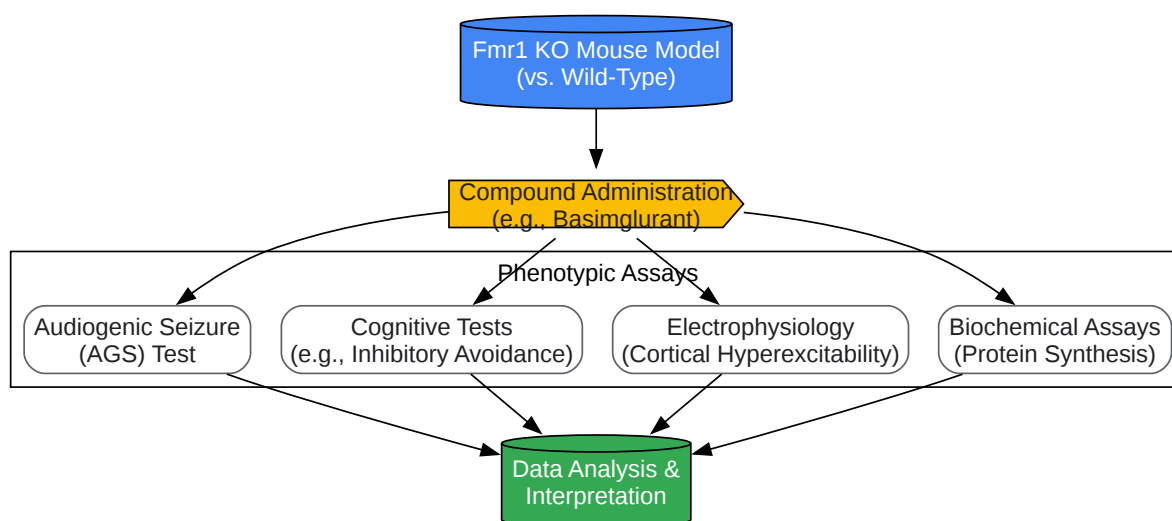 Fmr1 KO Mouse Model
(vs. Wild-Type)
Compound Administration
(e.g., Basimglurant)
Phenotypic Assays
Audiogenic Seizure
(AGS) Test
Cognitive Tests
(e.g., Inhibitory Avoidance)
Electrophysiology
(Cortical Hyperexcitability)
Biochemical Assays
(Protein Synthesis)
Data Analysis &
Interpretation